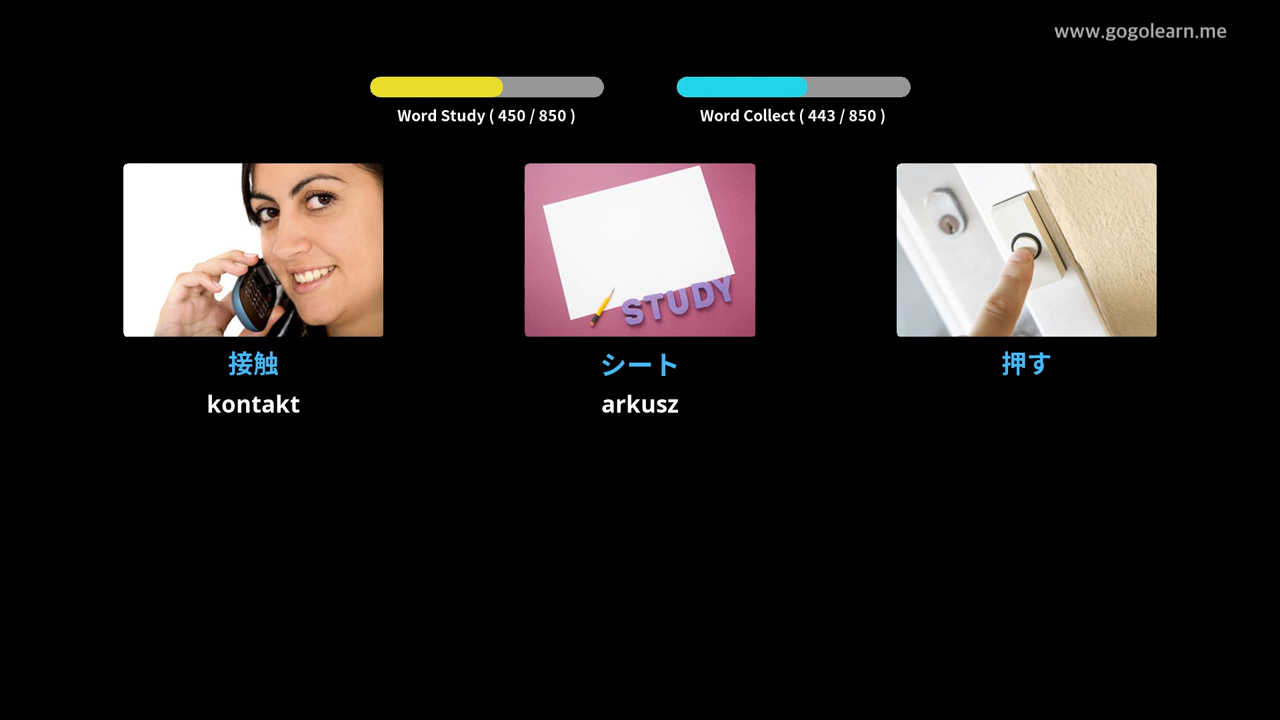 www.gogolearn.me
Word Study ( 450 / 850 )
Word Collect ( 443 / 850 )
STUDY
接触
シート
押す
kontakt
arkusz